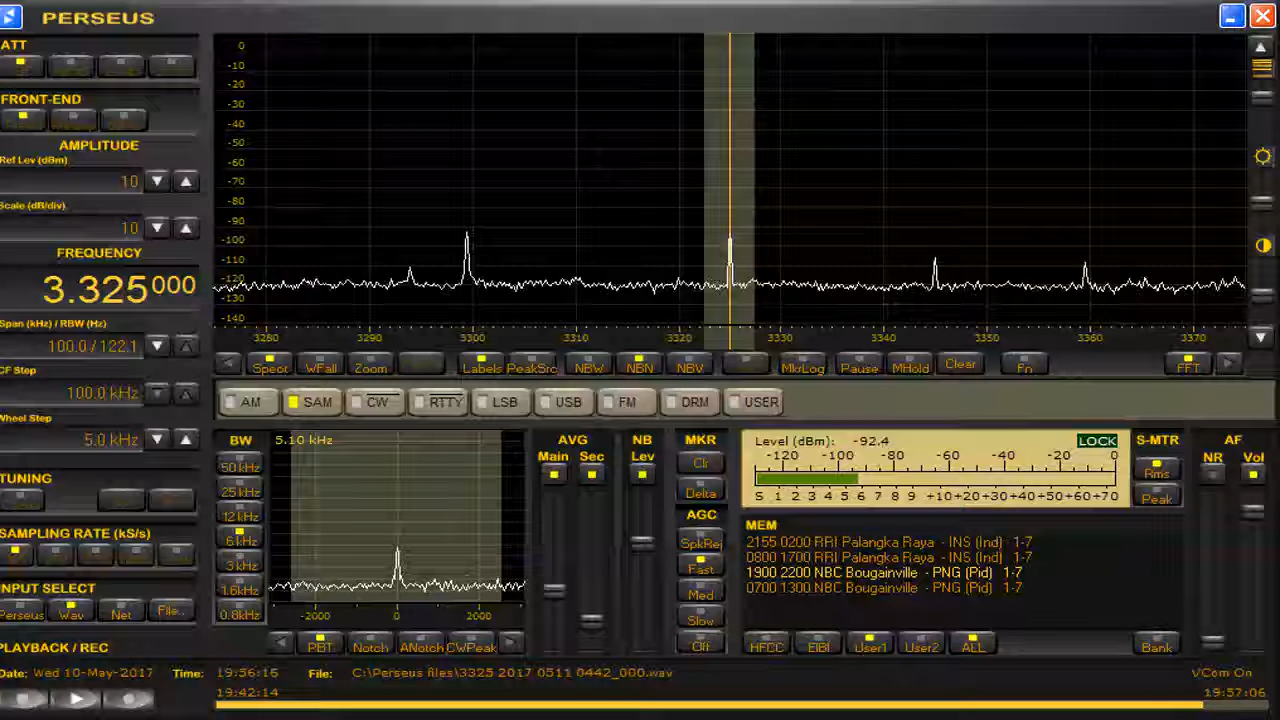 PERSEUS
ATT
FRONT-END
AMPLITUDE
Ref Lev (dBm)
10
Scale (dB/div)
10
FREQUENCY
3.325000
Span (kHz) / RBW (Hz)
100.0 / 122.1
CF Step
100.0 kHz
Wheel Step
5.0 kHz
TUNING
SAMPLING RATE (kS/s)
INPUT SELECT
Perseus Wav Net File..
PLAYBACK / REC
0
-10
-20
-30
-40
-50
-60
-70
-80
-90
-100
-110
-120
-130
-140
3280 3290 3300 3310 3320 3330 3340 3350 3360 3370
Spect WFall Zoom Labels PeakSrc NBW NBN NBV MkrLog Pause MHold Clear Fn FFT
AM SAM CW RTTY LSB USB FM DRM USER
BW
50 kHz
25 kHz
12 kHz
6 kHz
3 kHz
1.6kHz
0.8kHz
5.10 kHz
-2000 0 2000
PBT Notch ANotch CWPeak
AVG
Main Sec
NB
Lev
MKR
Clr
Delta
AGC
SpkRej
Fast
Med
Slow
Off
Level (dBm): -92.4 LOCK
-120 -100 -80 -60 -40 -20 0
S 1 2 3 4 5 6 7 8 9 +10+20+30+40+50+60+70
S-MTR
Rms
Peak
AF
NR Vol
MEM
2155 0200 RRI Palangka Raya - INS (Ind) 1-7
0800 1700 RRI Palangka Raya - INS (Ind) 1-7
1900 2200 NBC Bougainville - PNG (Pid) 1-7
0700 1300 NBC Bougainville - PNG (Pid) 1-7
HFCC EIBI User1 User2 ALL Bank
Date: Wed 10-May-2017 Time: 19:56:16 File: C:\Perseus files\3325 2017 0511 0442_000.wav VCom On
19:42:14 19:57:06